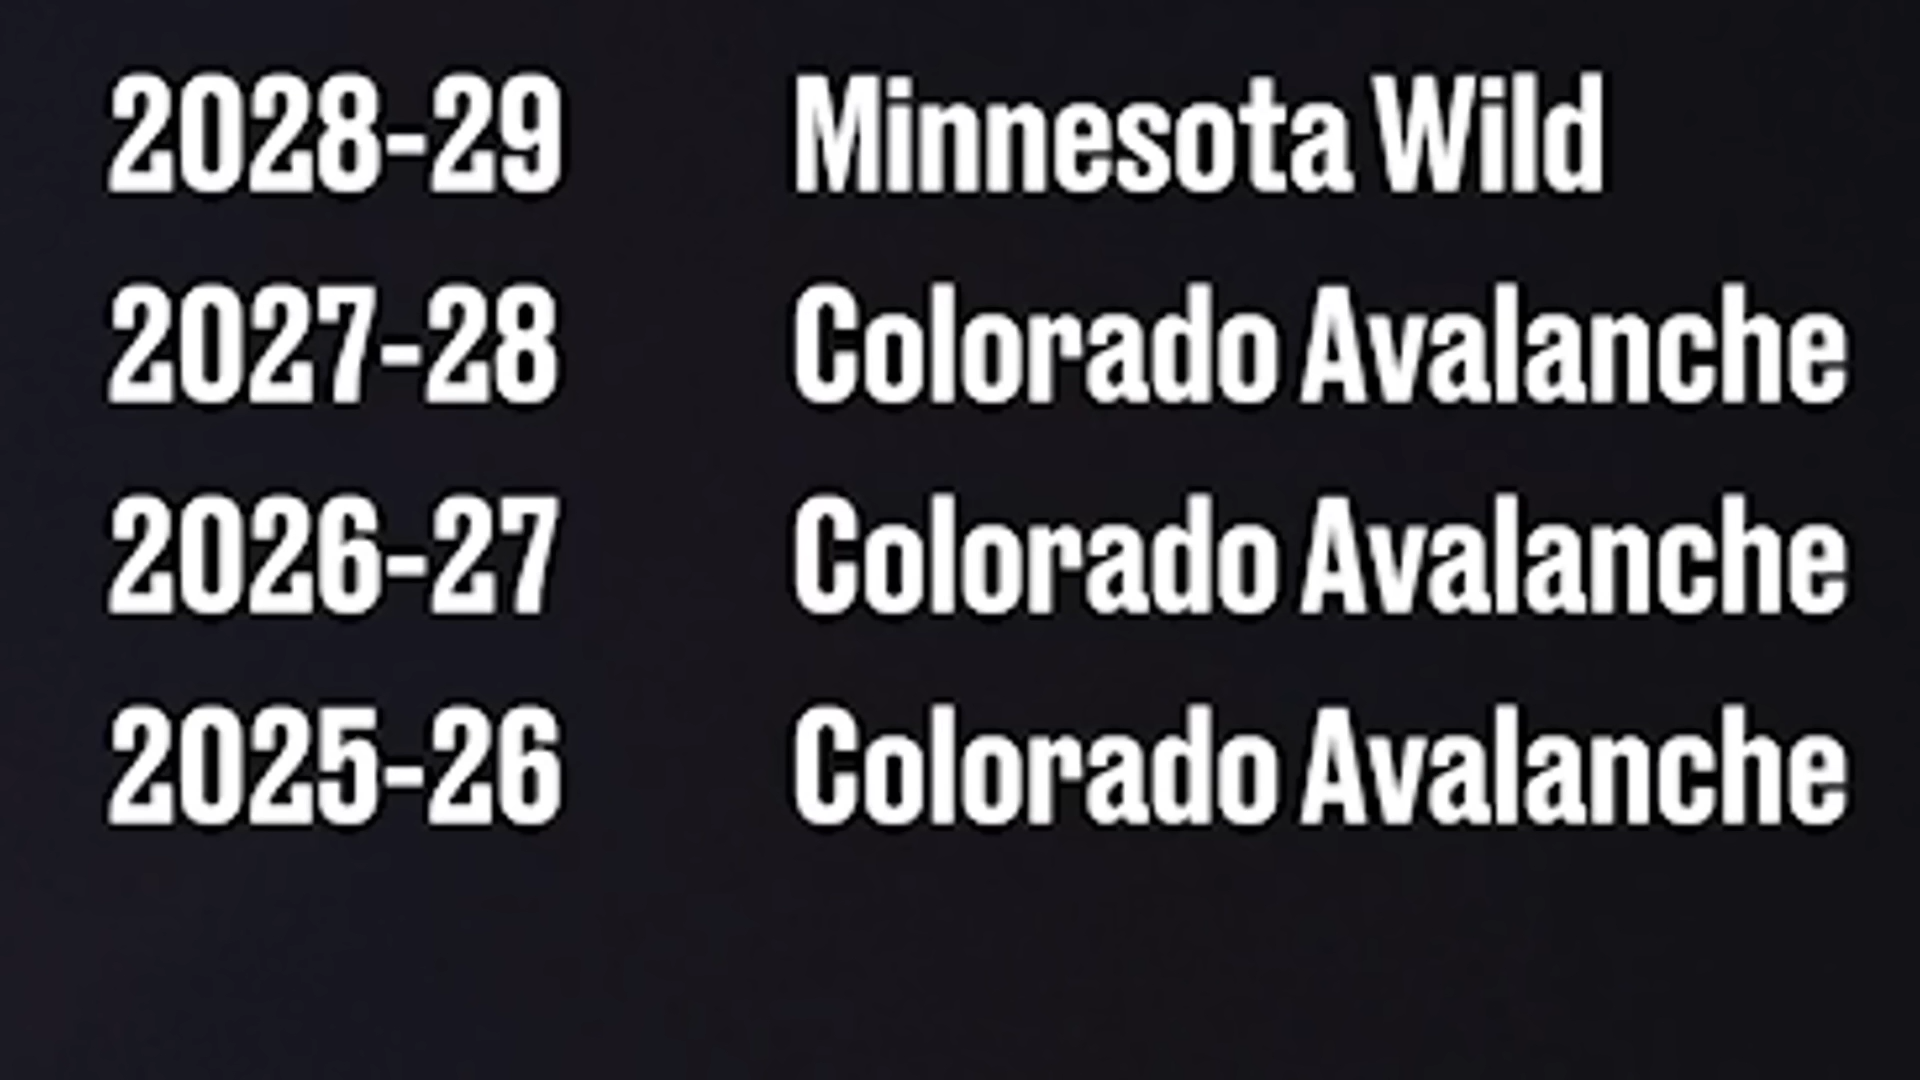 2028-29 Minnesota Wild
2027-28 Colorado Avalanche
2026-27 Colorado Avalanche
2025-26 Colorado Avalanche